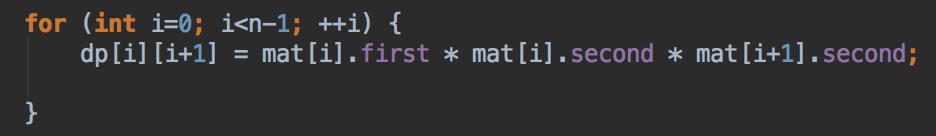 for (int i=0; i<n-1; ++i) {
    dp[i][i+1] = mat[i].first * mat[i].second * mat[i+1].second;
}